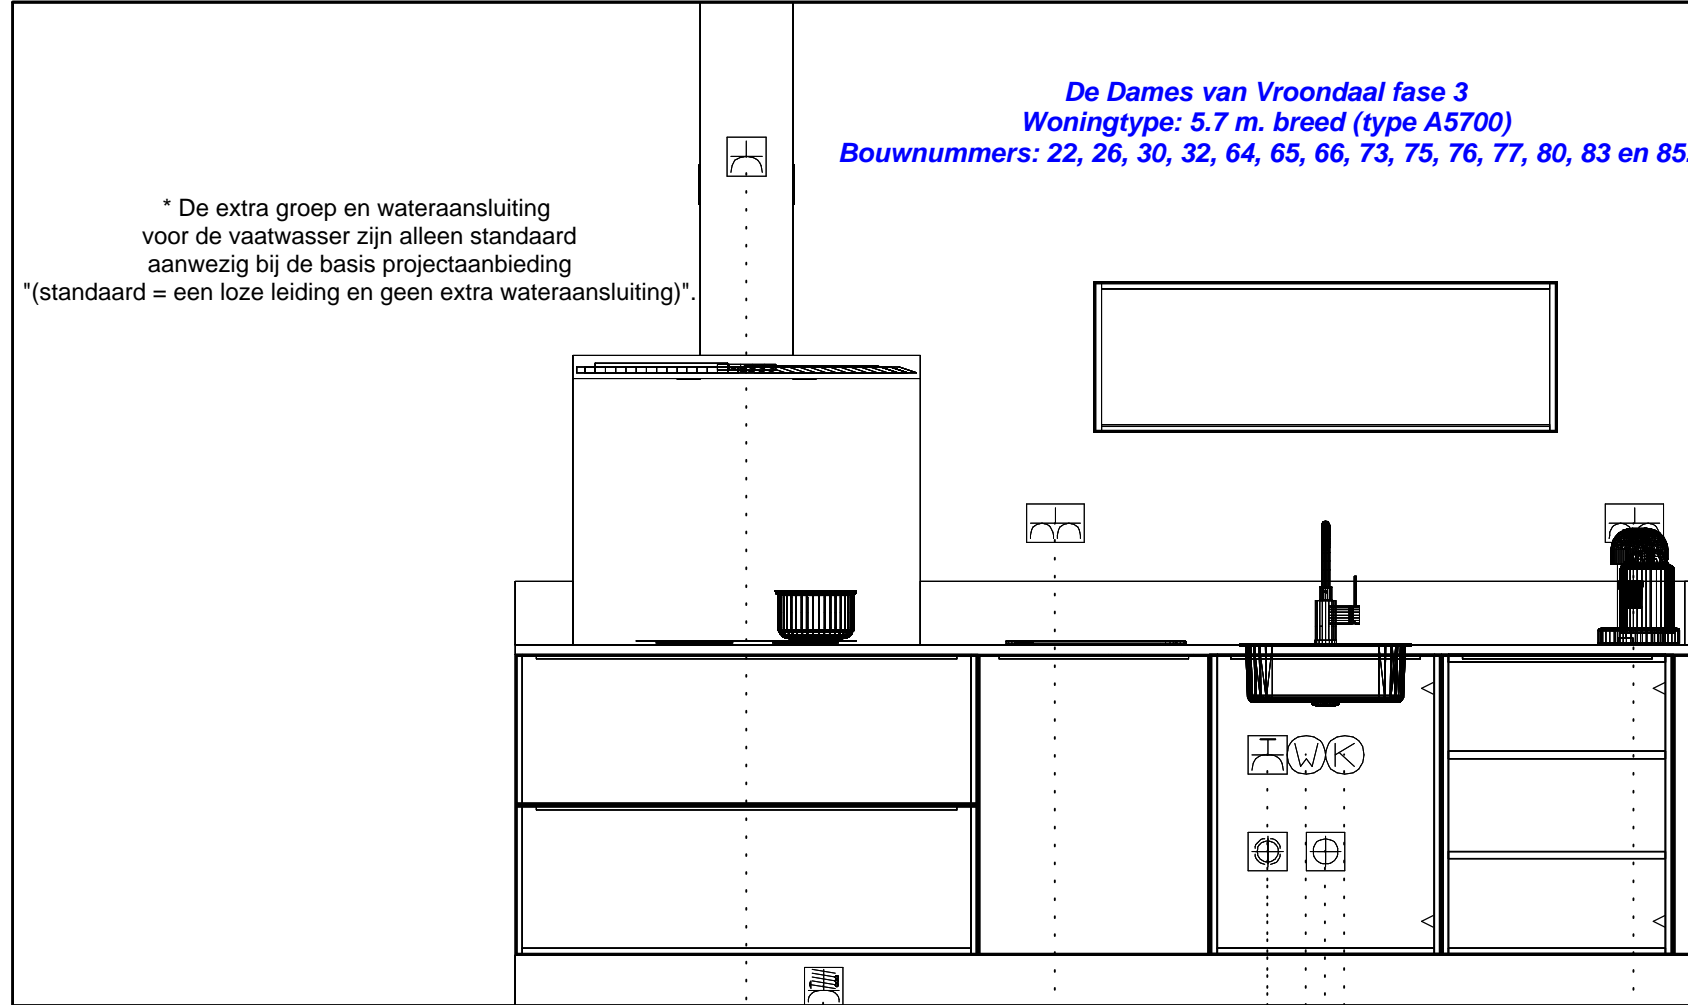 De Dames van Vroondaal fase 3
Woningtype: 5.7 m. breed (type A5700)
Bouwnummers: 22, 26, 30, 32, 64, 65, 66, 73, 75, 76, 77, 80, 83 en 85.
* De extra groep en wateraansluiting
voor de vaatwasser zijn alleen standaard
aanwezig bij de basis projectaanbieding
"(standaard = een loze leiding en geen extra wateraansluiting)".
W K